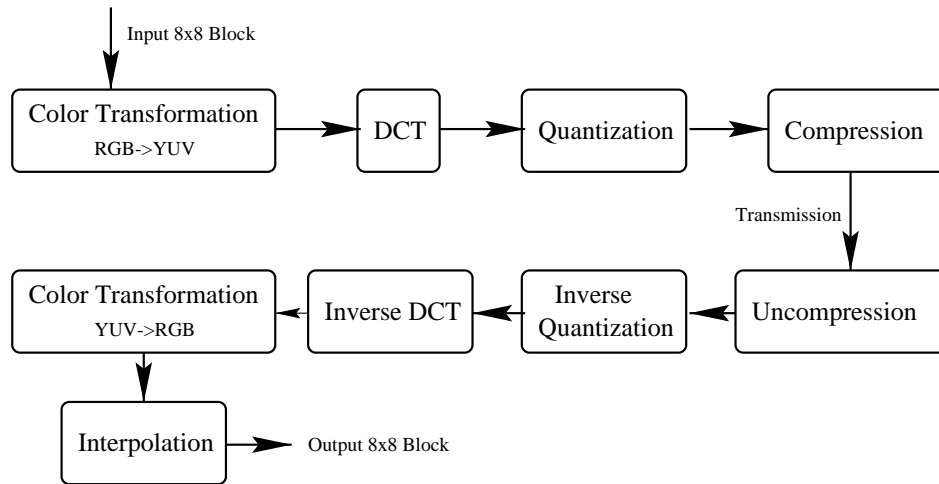 Input 8x8 Block
Color Transformation
RGB->YUV
DCT
Quantization
Compression
Transmission
Color Transformation
YUV->RGB
Inverse DCT
Inverse
Quantization
Uncompression
Interpolation
Output 8x8 Block